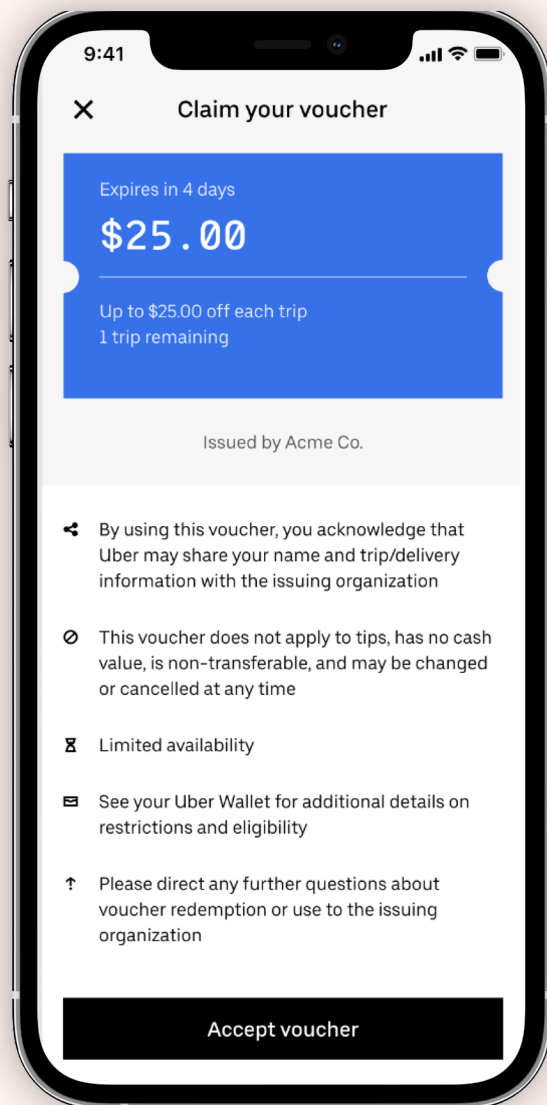 9:41
Claim your voucher
Expires in 4 days
$25.00
Up to $25.00 off each trip
1 trip remaining
Issued by Acme Co.
By using this voucher, you acknowledge that
Uber may share your name and trip/delivery
information with the issuing organization
This voucher does not apply to tips, has no cash
value, is non-transferable, and may be changed
or cancelled at any time
Limited availability
See your Uber Wallet for additional details on
restrictions and eligibility
Please direct any further questions about
voucher redemption or use to the issuing
organization
Accept voucher